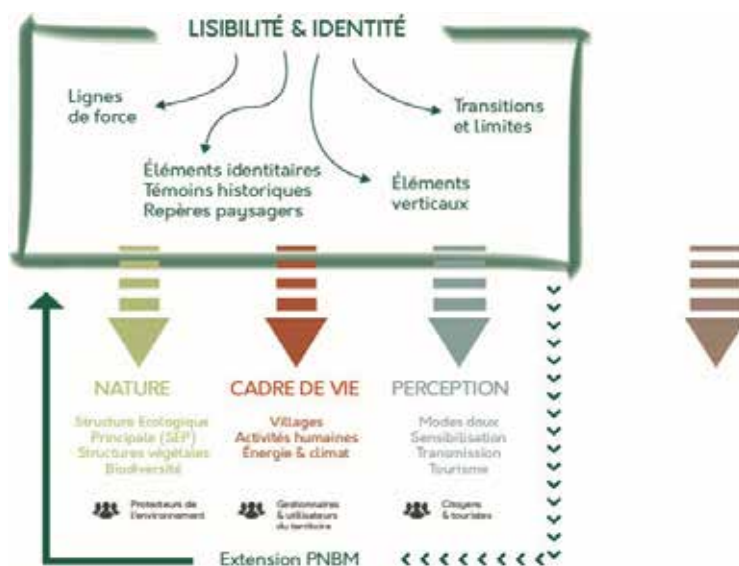 LISIBILITÉ & IDENTITÉ
Lignes
de force
Transitions
et limites
Éléments identitaires
Témoins historiques
Repères paysagers
Éléments
verticaux
NATURE
Structure Ecologique
Principale (SEP)
Structures végétales
Biodiversité
Protecteurs de
l'environnement
CADRE DE VIE
Villages
Activités humaines
Énergie & climat
Gestionnaires
& utilisateurs
du territoire
PERCEPTION
Modes doux
Sensibilisation
Transmission
Tourisme
Citoyens
& touristes
Extension PNBM